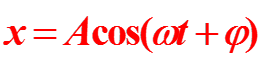 x = Acos(ωt + φ)